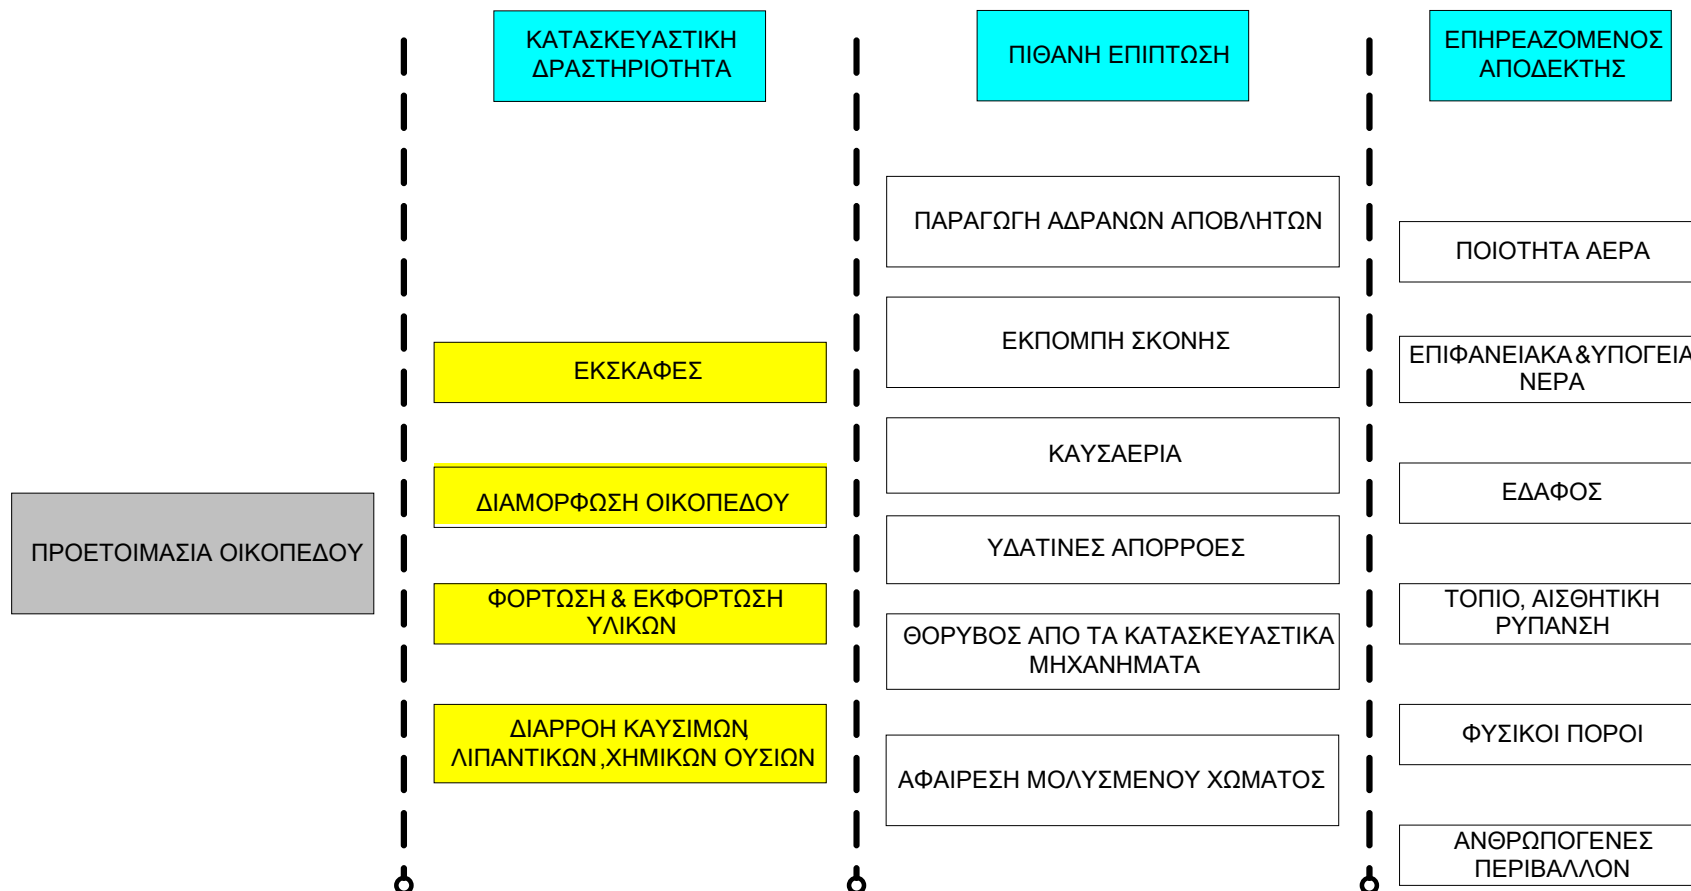 ΚΑΤΑΣΚΕΥΑΣΤΙΚΗ
ΔΡΑΣΤΗΡΙΟΤΗΤΑ
ΠΙΘΑΝΗ ΕΠΙΠΤΩΣΗ
ΕΠΗΡΕΑΖΟΜΕΝΟΣ
ΑΠΟΔΕΚΤΗΣ
ΠΡΟΕΤΟΙΜΑΣΙΑ ΟΙΚΟΠΕΔΟΥ
ΕΚΣΚΑΦΕΣ
ΔΙΑΜΟΡΦΩΣΗ ΟΙΚΟΠΕΔΟΥ
ΦΟΡΤΩΣΗ & ΕΚΦΟΡΤΩΣΗ
ΥΛΙΚΩΝ
ΔΙΑΡΡΟΗ ΚΑΥΣΙΜΩΝ,
ΛΙΠΑΝΤΙΚΩΝ,ΧΗΜΙΚΩΝ ΟΥΣΙΩΝ
ΠΑΡΑΓΩΓΗ ΑΔΡΑΝΩΝ ΑΠΟΒΛΗΤΩΝ
ΕΚΠΟΜΠΗ ΣΚΟΝΗΣ
ΚΑΥΣΑΕΡΙΑ
ΥΔΑΤΙΝΕΣ ΑΠΟΡΡΟΕΣ
ΘΟΡΥΒΟΣ ΑΠΟ ΤΑ ΚΑΤΑΣΚΕΥΑΣΤΙΚΑ
ΜΗΧΑΝΗΜΑΤΑ
ΑΦΑΙΡΕΣΗ ΜΟΛΥΣΜΕΝΟΥ ΧΩΜΑΤΟΣ
ΠΟΙΟΤΗΤΑ ΑΕΡΑ
ΕΠΙΦΑΝΕΙΑΚΑ&ΥΠΟΓΕΙΑ
ΝΕΡΑ
ΕΔΑΦΟΣ
ΤΟΠΙΟ, ΑΙΣΘΗΤΙΚΗ
ΡΥΠΑΝΣΗ
ΦΥΣΙΚΟΙ ΠΟΡΟΙ
ΑΝΘΡΩΠΟΓΕΝΕΣ
ΠΕΡΙΒΑΛΛΟΝ